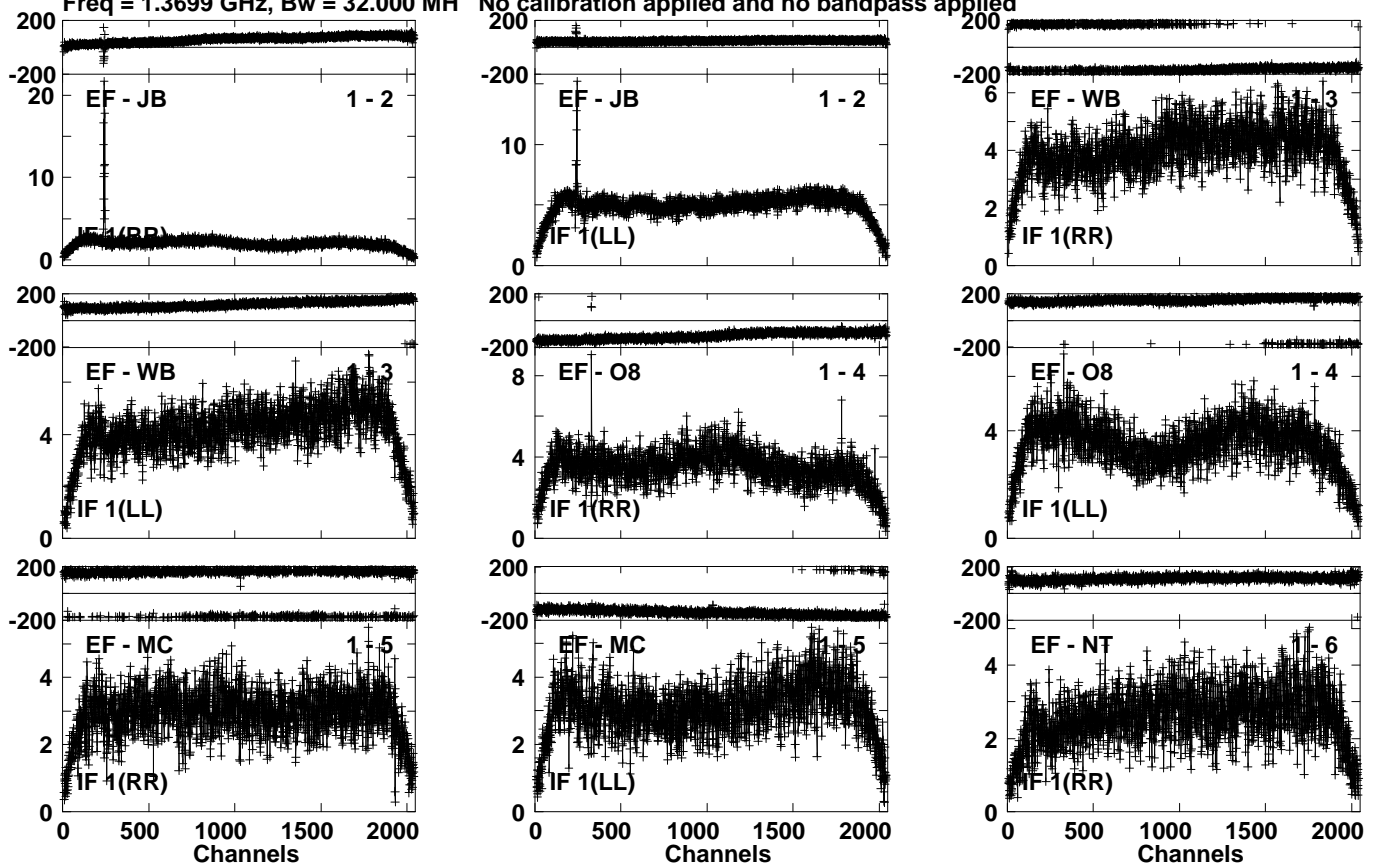 Freq = 1.3699 GHz, Bw = 32.000 MH No calibration applied and no bandpass applied
200
-200
20
10
0
EF - JB 1 - 2
IF 1(RR)
200
-200
10
0
EF - JB 1 - 2
IF 1(LL)
200
-200
6
4
2
0
EF - WB 1 - 3
IF 1(RR)
200
-200
4
0
EF - WB 1 - 3
IF 1(LL)
200
-200
8
4
0
EF - O8 1 - 4
IF 1(RR)
200
-200
4
0
EF - O8 1 - 4
IF 1(LL)
200
-200
4
2
0
EF - MC 1 - 5
IF 1(RR)
0 500 1000 1500 2000
Channels
200
-200
4
2
0
EF - MC 1 - 5
IF 1(LL)
0 500 1000 1500 2000
Channels
200
-200
4
2
0
EF - NT 1 - 6
IF 1(RR)
0 500 1000 1500 2000
Channels